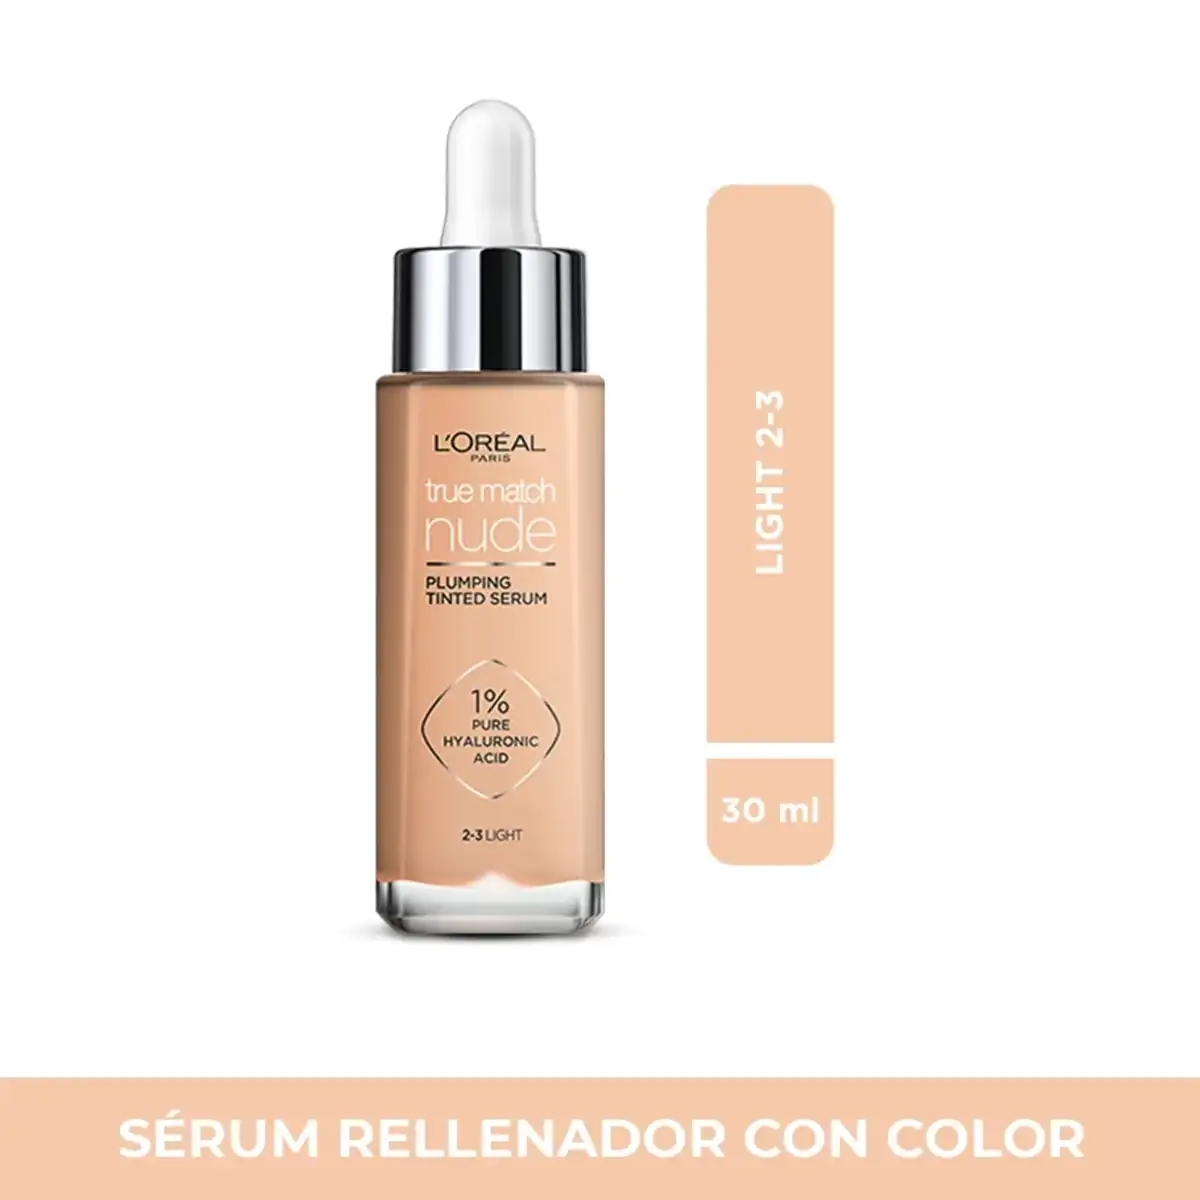 L'ORÉAL
PARIS
true match
nude
PLUMPING
TINTED SERUM
1%
PURE
HYALURONIC
ACID
2-3 LIGHT
LIGHT 2-3
30 ml
SÉRUM RELLENADOR CON COLOR